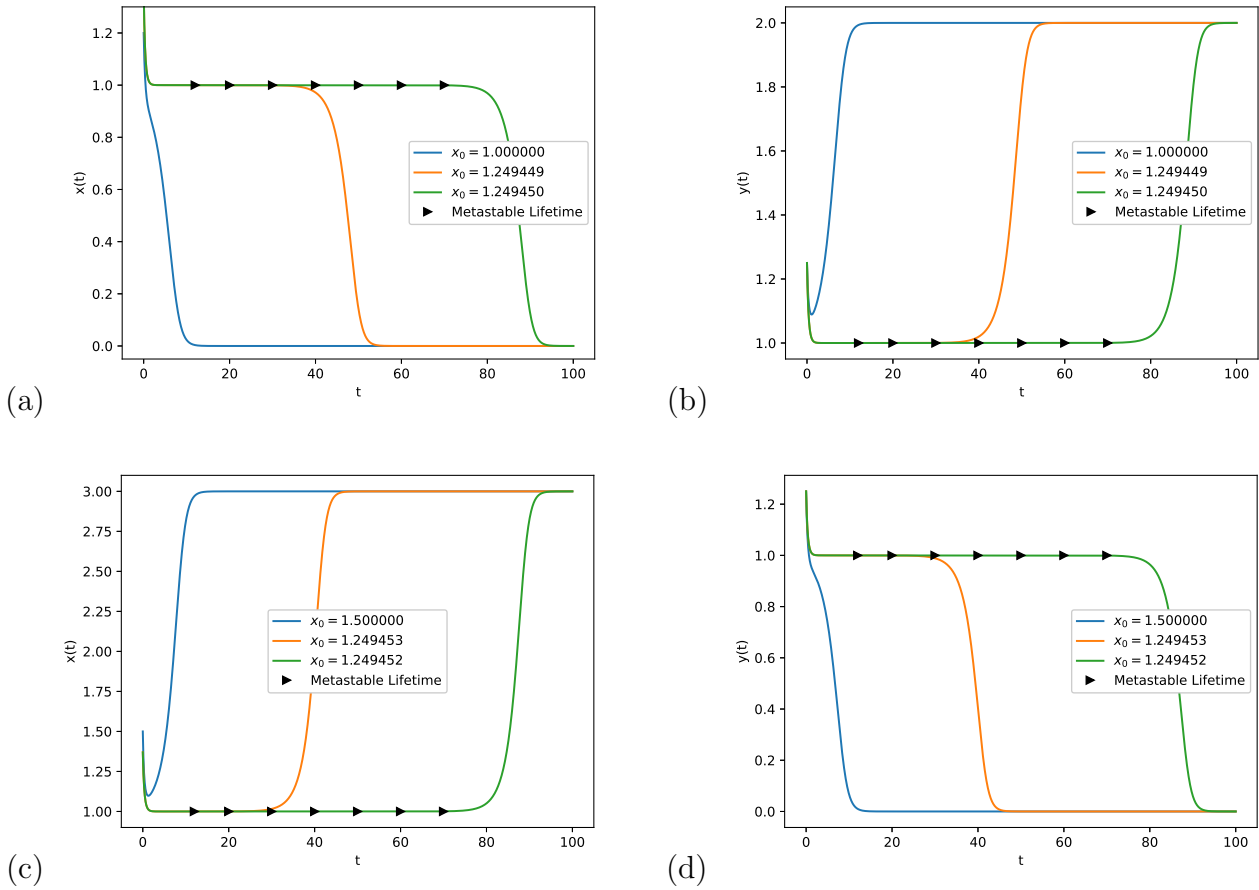 1.2
1.0
0.8
0.6
0.4
0.2
0.0
x(t)
x₀ = 1.000000
x₀ = 1.249449
x₀ = 1.249450
Metastable Lifetime
0 20 40 60 80 100
t
(a)
2.0
1.8
1.6
1.4
1.2
1.0
y(t)
x₀ = 1.000000
x₀ = 1.249449
x₀ = 1.249450
Metastable Lifetime
0 20 40 60 80 100
t
(b)
3.00
2.75
2.50
2.25
2.00
1.75
1.50
1.25
1.00
x(t)
x₀ = 1.500000
x₀ = 1.249453
x₀ = 1.249452
Metastable Lifetime
0 20 40 60 80 100
t
(c)
1.2
1.0
0.8
0.6
0.4
0.2
0.0
y(t)
x₀ = 1.500000
x₀ = 1.249453
x₀ = 1.249452
Metastable Lifetime
0 20 40 60 80 100
t
(d)